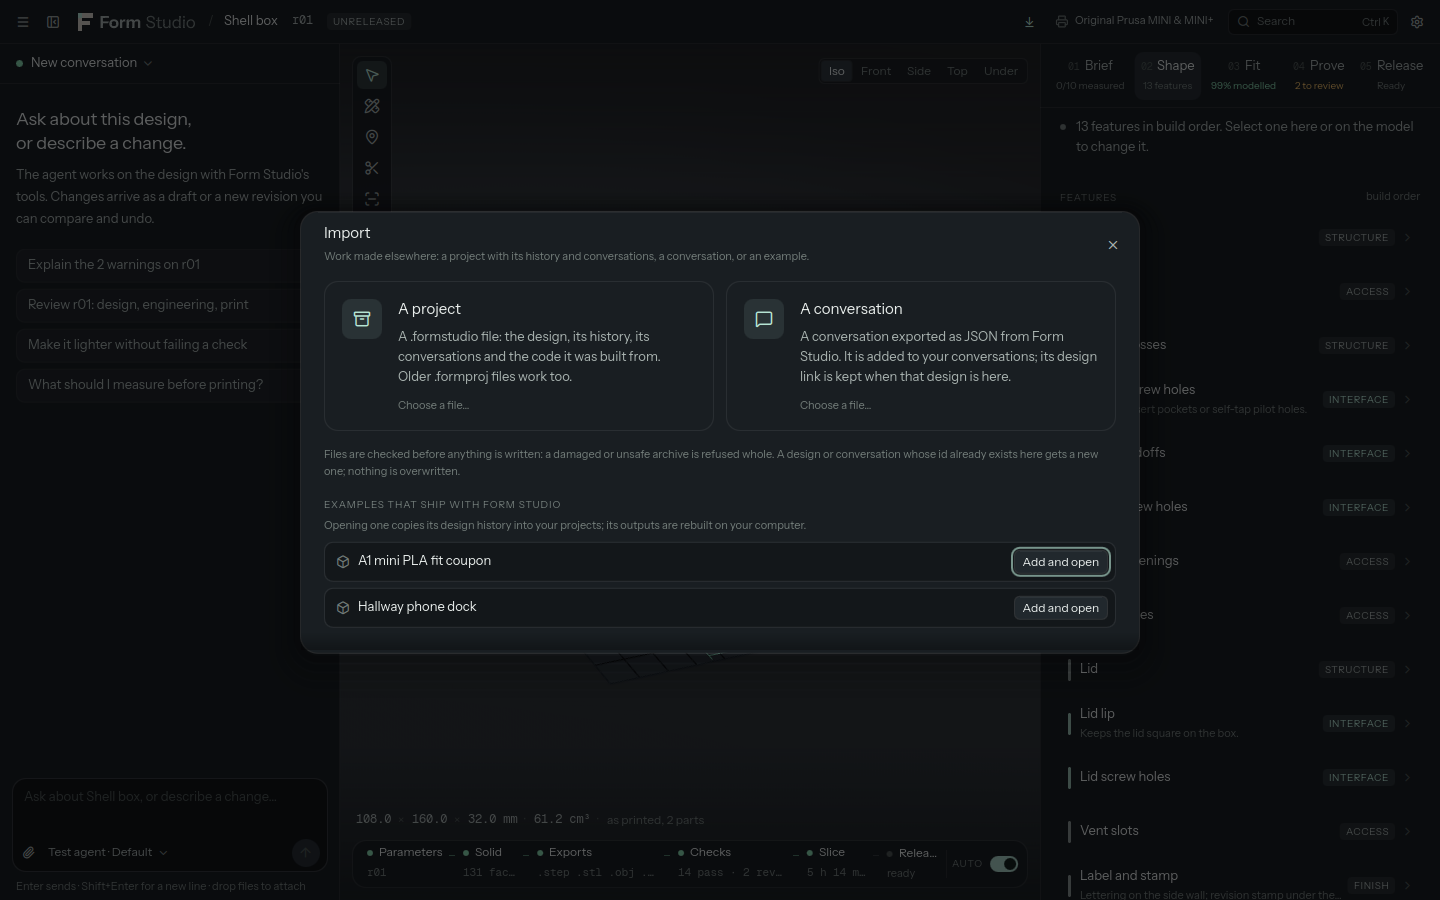 Form Studio / Shell box r01 UNRELEASED
Original Prusa MINI & MINI+
Search Ctrl K
New conversation
Ask about this design,
or describe a change.
The agent works on the design with Form Studio's
tools. Changes arrive as a draft or a new revision you
can compare and undo.
Explain the 2 warnings on r01
Review r01: design, engineering, print
Make it lighter without failing a check
What should I measure before printing?
Ask about Shell box, or describe a change...
Test agent · Default
Enter sends · Shift+Enter for a new line · drop files to attach
Iso Front Side Top Under
Import
Work made elsewhere: a project with its history and conversations, a conversation, or an example.
A project
A .formstudio file: the design, its history, its
conversations and the code it was built from.
Older .formproj files work too.
Choose a file...
A conversation
A conversation exported as JSON from Form
Studio. It is added to your conversations; its design
link is kept when that design is here.
Choose a file...
Files are checked before anything is written: a damaged or unsafe archive is refused whole. A design or conversation whose id already exists here gets a new
one; nothing is overwritten.
EXAMPLES THAT SHIP WITH FORM STUDIO
Opening one copies its design history into your projects; its outputs are rebuilt on your computer.
A1 mini PLA fit coupon Add and open
Hallway phone dock Add and open
108.0 × 160.0 × 32.0 mm · 61.2 cm³ · as printed, 2 parts
Parameters ... Solid ... Exports ... Checks ... Slice ... Relea...
r01 131 fac... .step .stl .obj ... 14 pass · 2 rev... 5 h 14 m... ready
AUTO
01 Brief 02 Shape 03 Fit 04 Prove 05 Release
0/10 measured 13 features 99% modelled 2 to review Ready
13 features in build order. Select one here or on the model
to change it.
FEATURES build order
STRUCTURE
ACCESS
sses STRUCTURE
rew holes
ert pockets or self-tap pilot holes. INTERFACE
doffs INTERFACE
ew holes INTERFACE
enings ACCESS
es ACCESS
Lid STRUCTURE
Lid lip
Keeps the lid square on the box. INTERFACE
Lid screw holes INTERFACE
Vent slots ACCESS
Label and stamp
Lettering on the side wall; revision stamp under the... FINISH